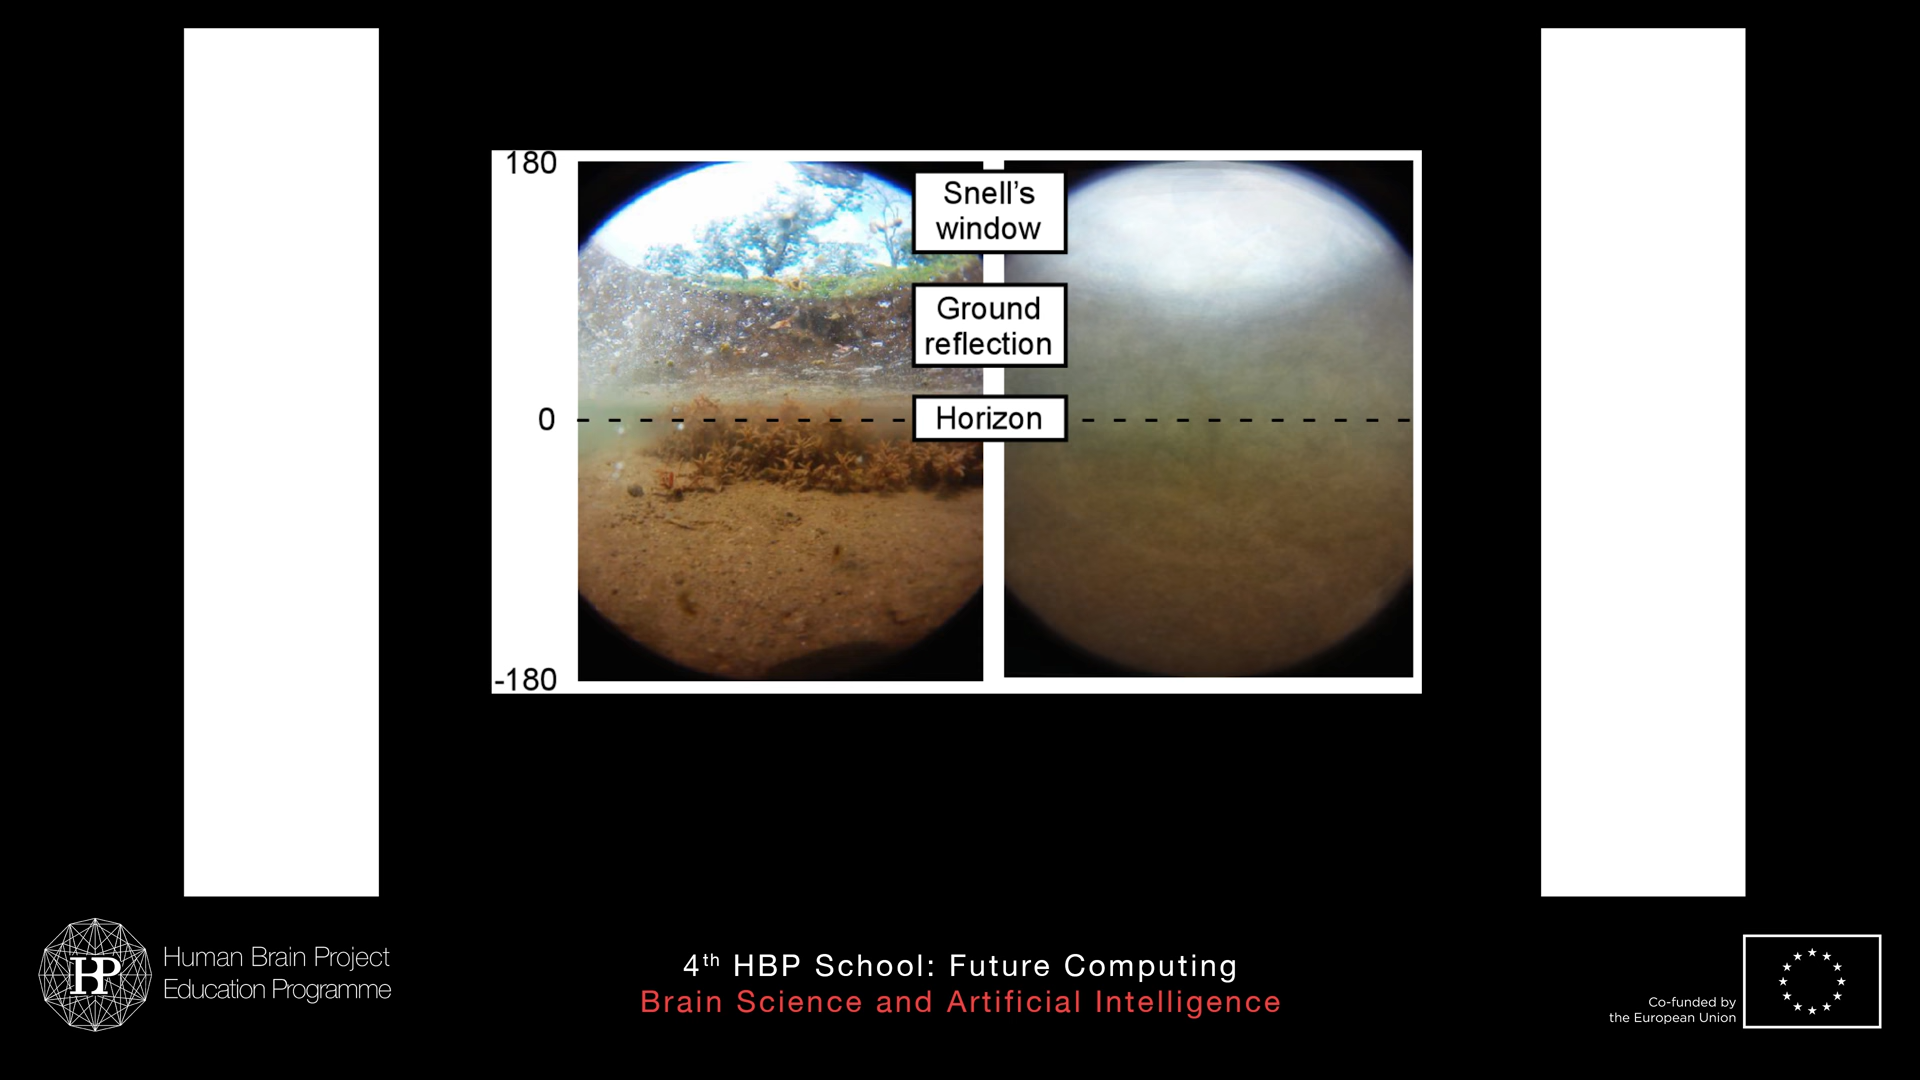 180
Snell’s
window
Ground
reflection
0
Horizon
-180
HBP
Human Brain Project
Education Programme
4th HBP School: Future Computing
Brain Science and Artificial Intelligence
Co-funded by
the European Union